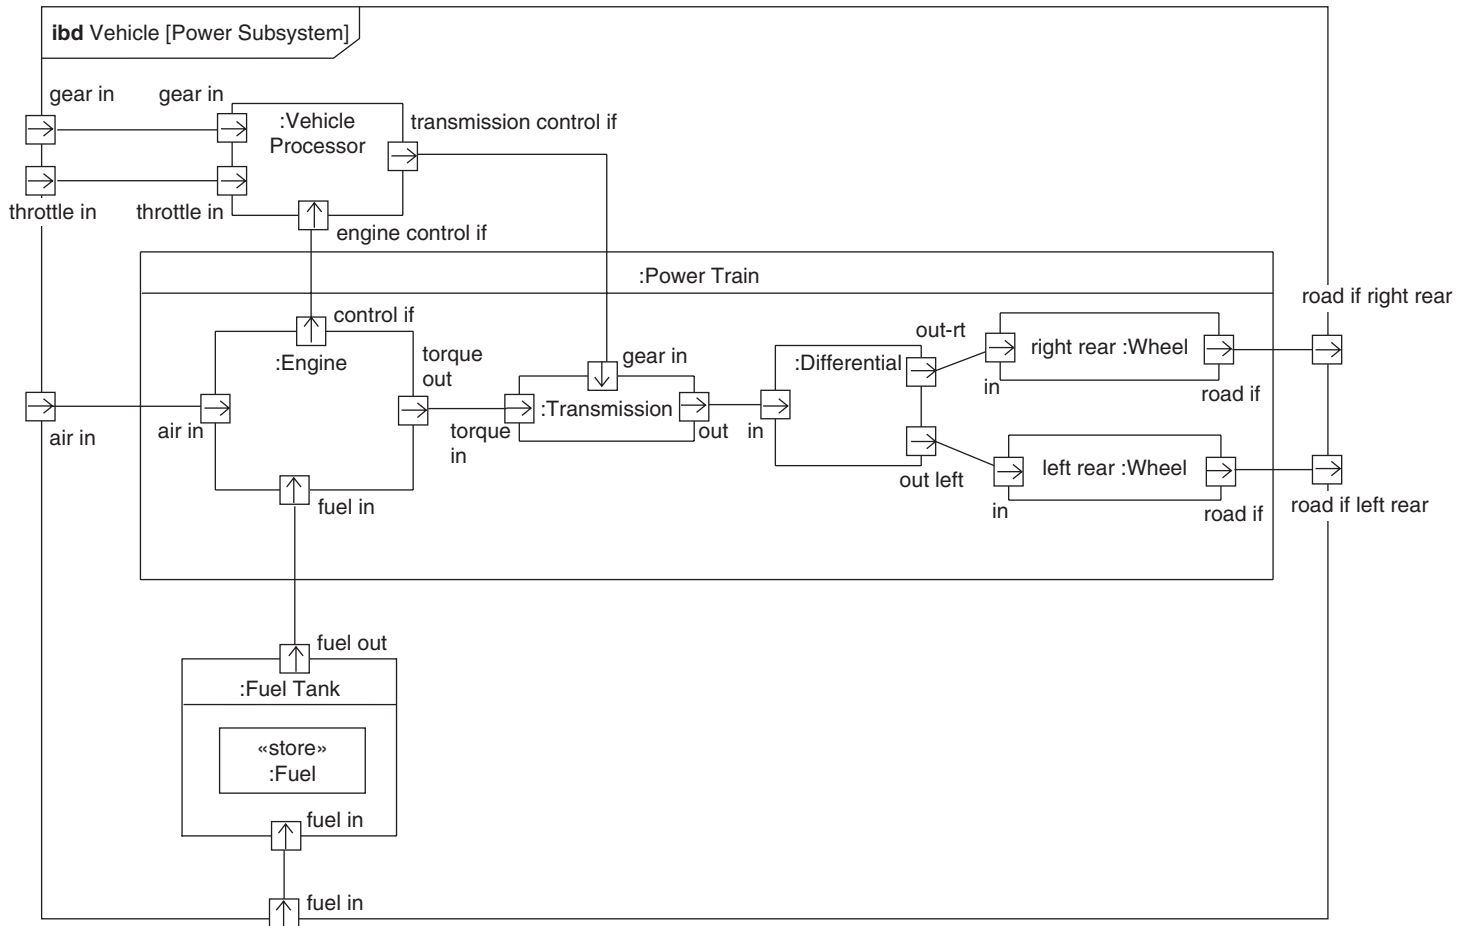 ibd Vehicle [Power Subsystem]
gear in
gear in
:Vehicle
Processor
transmission control if
throttle in
throttle in
engine control if
:Power Train
road if right rear
control if
:Engine
torque
out
gear in
out-rt
:Differential
right rear :Wheel
in
road if
air in
air in
torque
in
:Transmission
out
in
out left
left rear :Wheel
in
road if
road if left rear
fuel in
fuel out
:Fuel Tank
«store»
:Fuel
fuel in
fuel in